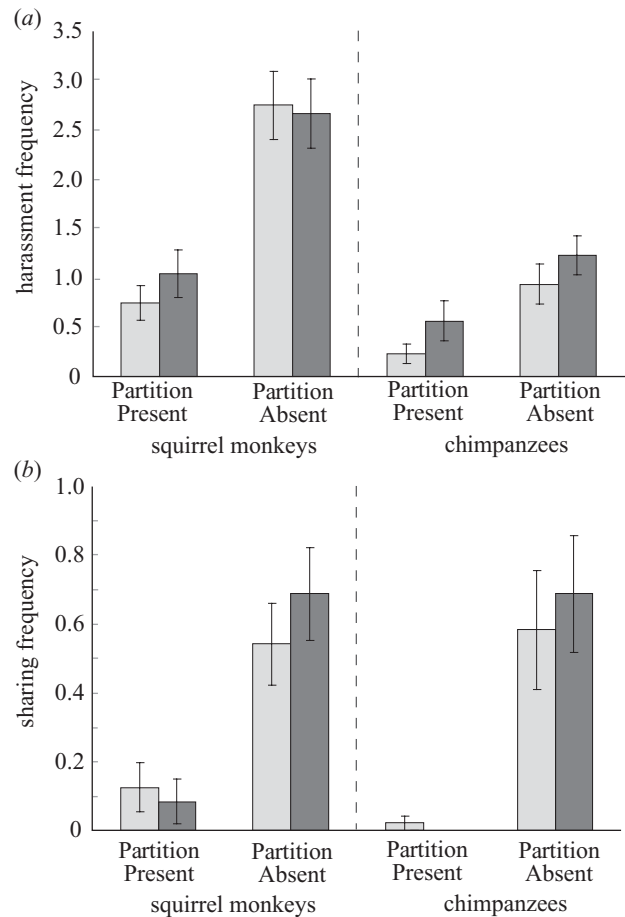 (a)
3.5
3.0
2.5
2.0
1.5
1.0
0.5
0
harassment frequency
Partition Present
Partition Absent
Partition Present
Partition Absent
squirrel monkeys
chimpanzees
(b)
1.0
0.8
0.6
0.4
0.2
0
sharing frequency
Partition Present
Partition Absent
Partition Present
Partition Absent
squirrel monkeys
chimpanzees